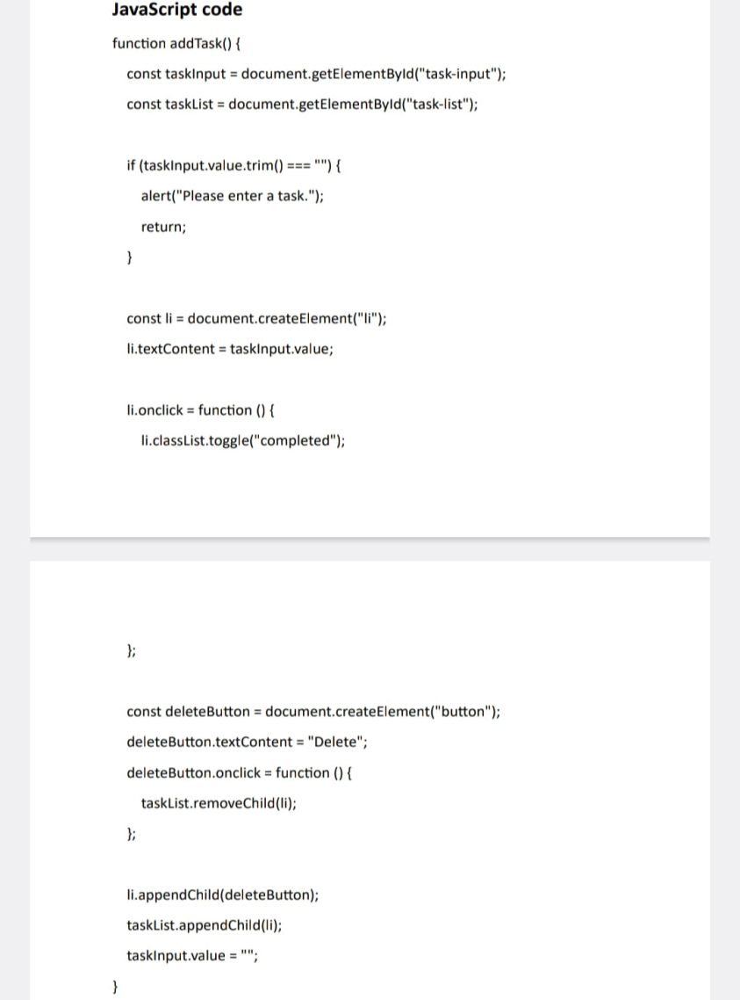 JavaScript code
function addTask() {
const taskInput = document.getElementById("task-input");
const taskList = document.getElementById("task-list");
if (taskInput.value.trim() === "") {
alert("Please enter a task.");
return;
}
const li = document.createElement("li");
li.textContent = taskInput.value;
li.onclick = function () {
li.classList.toggle("completed");
};
const deleteButton = document.createElement("button");
deleteButton.textContent = "Delete";
deleteButton.onclick = function () {
taskList.removeChild(li);
};
li.appendChild(deleteButton);
taskList.appendChild(li);
taskInput.value = "";
}